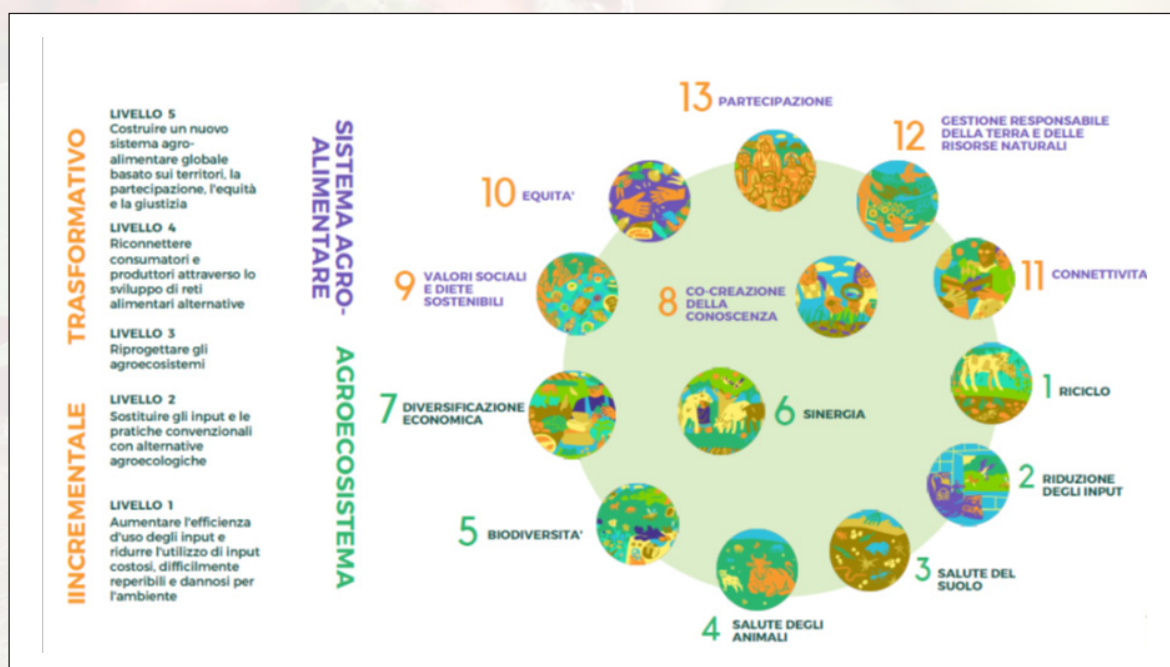 TRASFORMATIVO
LIVELLO 5
Costruire un nuovo
sistema agro-
alimentare globale
basato sui territori, la
partecipazione, l'equità
e la giustizia
LIVELLO 4
Riconnettere
consumatori e
produttori attraverso lo
sviluppo di reti
alimentari alternative
LIVELLO 3
Riprogettare gli
agroecosistemi
IINCREMENTALE
LIVELLO 2
Sostituire gli input e le
pratiche convenzionali
con alternative
agroecologiche
LIVELLO 1
Aumentare l'efficienza
d'uso degli input e
ridurre l'utilizzo di input
costosi, difficilmente
reperibili e dannosi per
l'ambiente
SISTEMA AGRO-
ALIMENTARE
AGROECOSISTEMA
13 PARTECIPAZIONE
12 GESTIONE RESPONSABILE
DELLA TERRA E DELLE
RISORSE NATURALI
10 EQUITA'
11 CONNETTIVITA
9 VALORI SOCIALI
E DIETE
SOSTENIBILI
8 CO-CREAZIONE
DELLA
CONOSCENZA
1 RICICLO
7 DIVERSIFICAZIONE
ECONOMICA
6 SINERGIA
2 RIDUZIONE
DEGLI INPUT
5 BIODIVERSITA'
3 SALUTE DEL
SUOLO
4 SALUTE DEGLI
ANIMALI